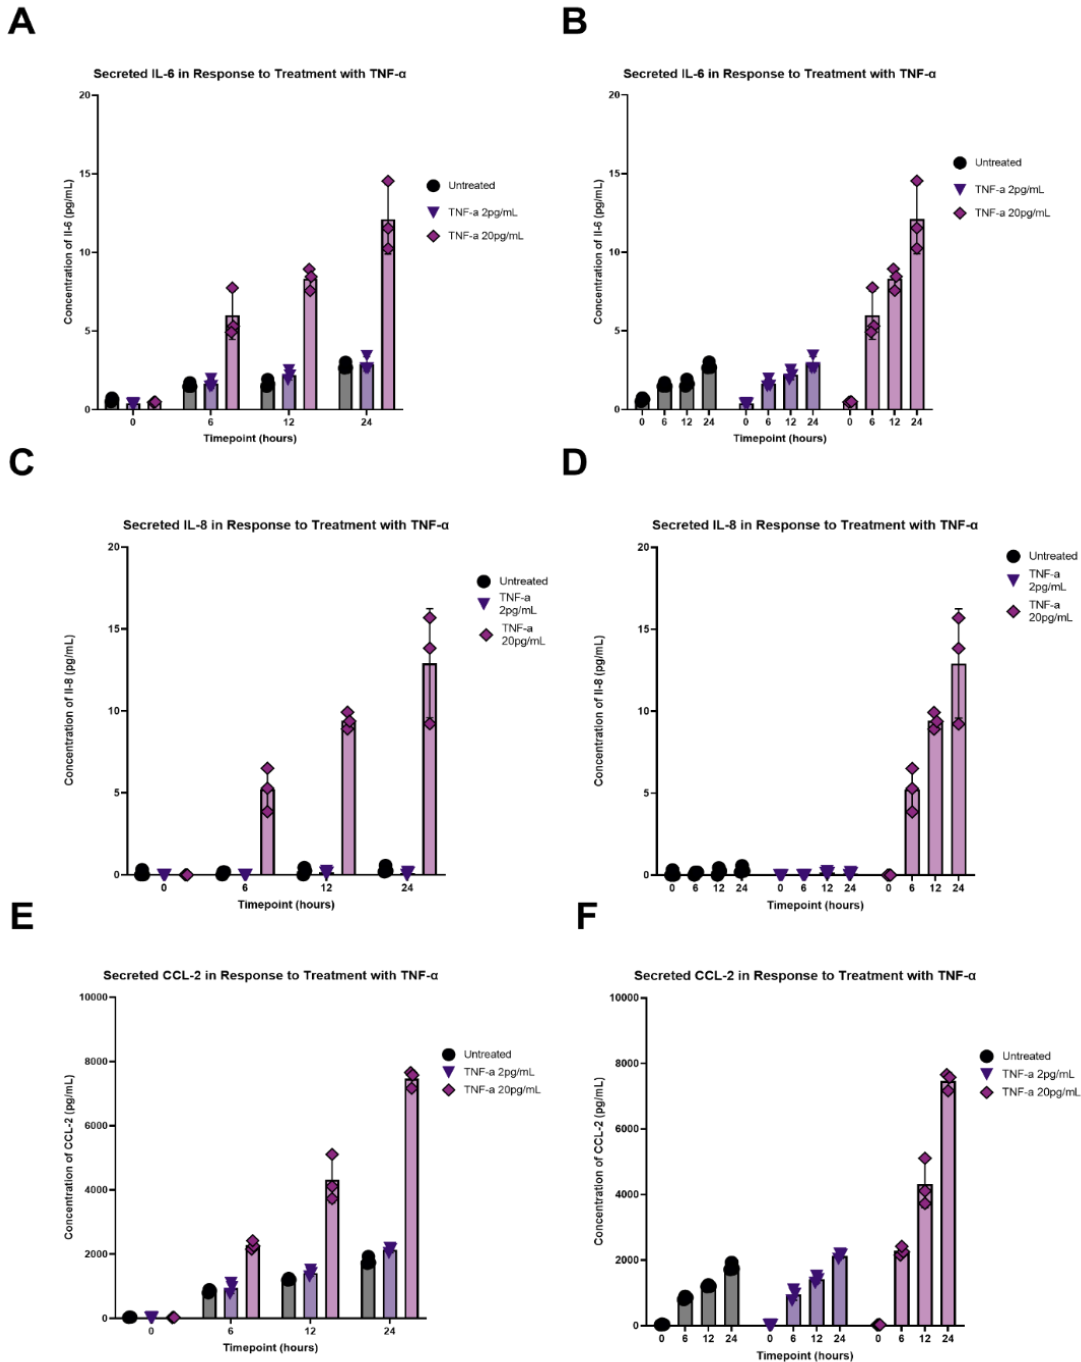 A
Secreted IL-6 in Response to Treatment with TNF-α
Concentration of Il-6 (pg/mL)
20
15
10
5
0
0 6 12 24
Timepoint (hours)
Untreated
TNF-a 2pg/mL
TNF-a 20pg/mL
B
Secreted IL-6 in Response to Treatment with TNF-α
Concentration of Il-6 (pg/mL)
20
15
10
5
0
0 6 12 24 0 6 12 24 0 6 12 24
Timepoint (hours)
Untreated
TNF-a 2pg/mL
TNF-a 20pg/mL
C
Secreted IL-8 in Response to Treatment with TNF-α
Concentration of Il-8 (pg/mL)
20
15
10
5
0
0 6 12 24
Timepoint (hours)
Untreated
TNF-a
2pg/mL
TNF-a
20pg/mL
D
Secreted IL-8 in Response to Treatment with TNF-α
Concentration of Il-8 (pg/mL)
20
15
10
5
0
0 6 12 24 0 6 12 24 0 6 12 24
Timepoint (hours)
Untreated
TNF-a
2pg/mL
TNF-a
20pg/mL
E
Secreted CCL-2 in Response to Treatment with TNF-α
Concentration of CCL-2 (pg/mL)
10000
8000
6000
4000
2000
0
0 6 12 24
Timepoint (hours)
Untreated
TNF-a 2pg/mL
TNF-a 20pg/mL
F
Secreted CCL-2 in Response to Treatment with TNF-α
Concentration of CCL-2 (pg/mL)
10000
8000
6000
4000
2000
0
0 6 12 24 0 6 12 24 0 6 12 24
Timepoint (hours)
Untreated
TNF-a 2pg/mL
TNF-a 20pg/mL